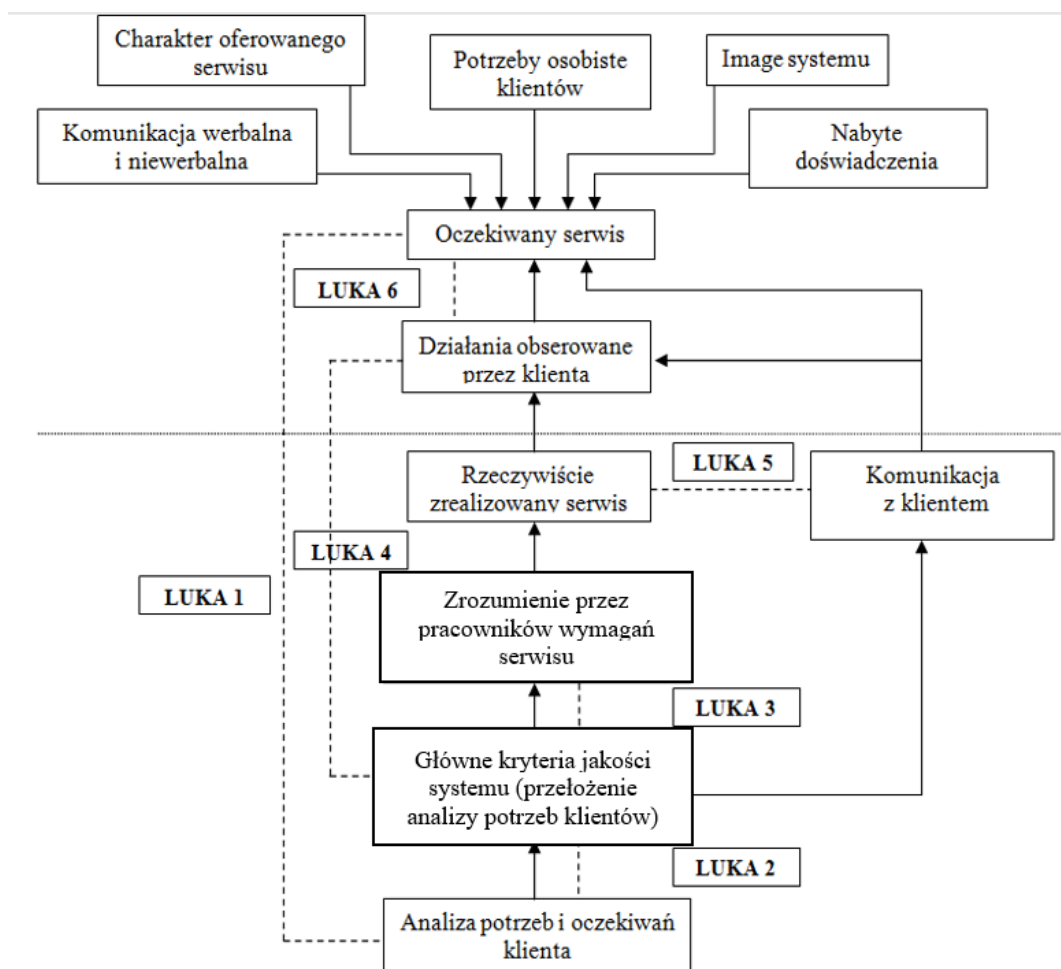 Charakter oferowanego
serwisu
Potrzeby osobiste
klientów
Image systemu
Komunikacja werbalna
i niewerbalna
Nabyte
doświadczenia
Oczekiwany serwis
LUKA 6
Działania obserowane
przez klienta
Rzeczywiście
zrealizowany serwis
LUKA 5
Komunikacja
z klientem
LUKA 4
LUKA 1
Zrozumienie przez
pracowników wymagań
serwisu
LUKA 3
Główne kryteria jakości
systemu (przełożenie
analizy potrzeb klientów)
LUKA 2
Analiza potrzeb i oczekiwań
klienta